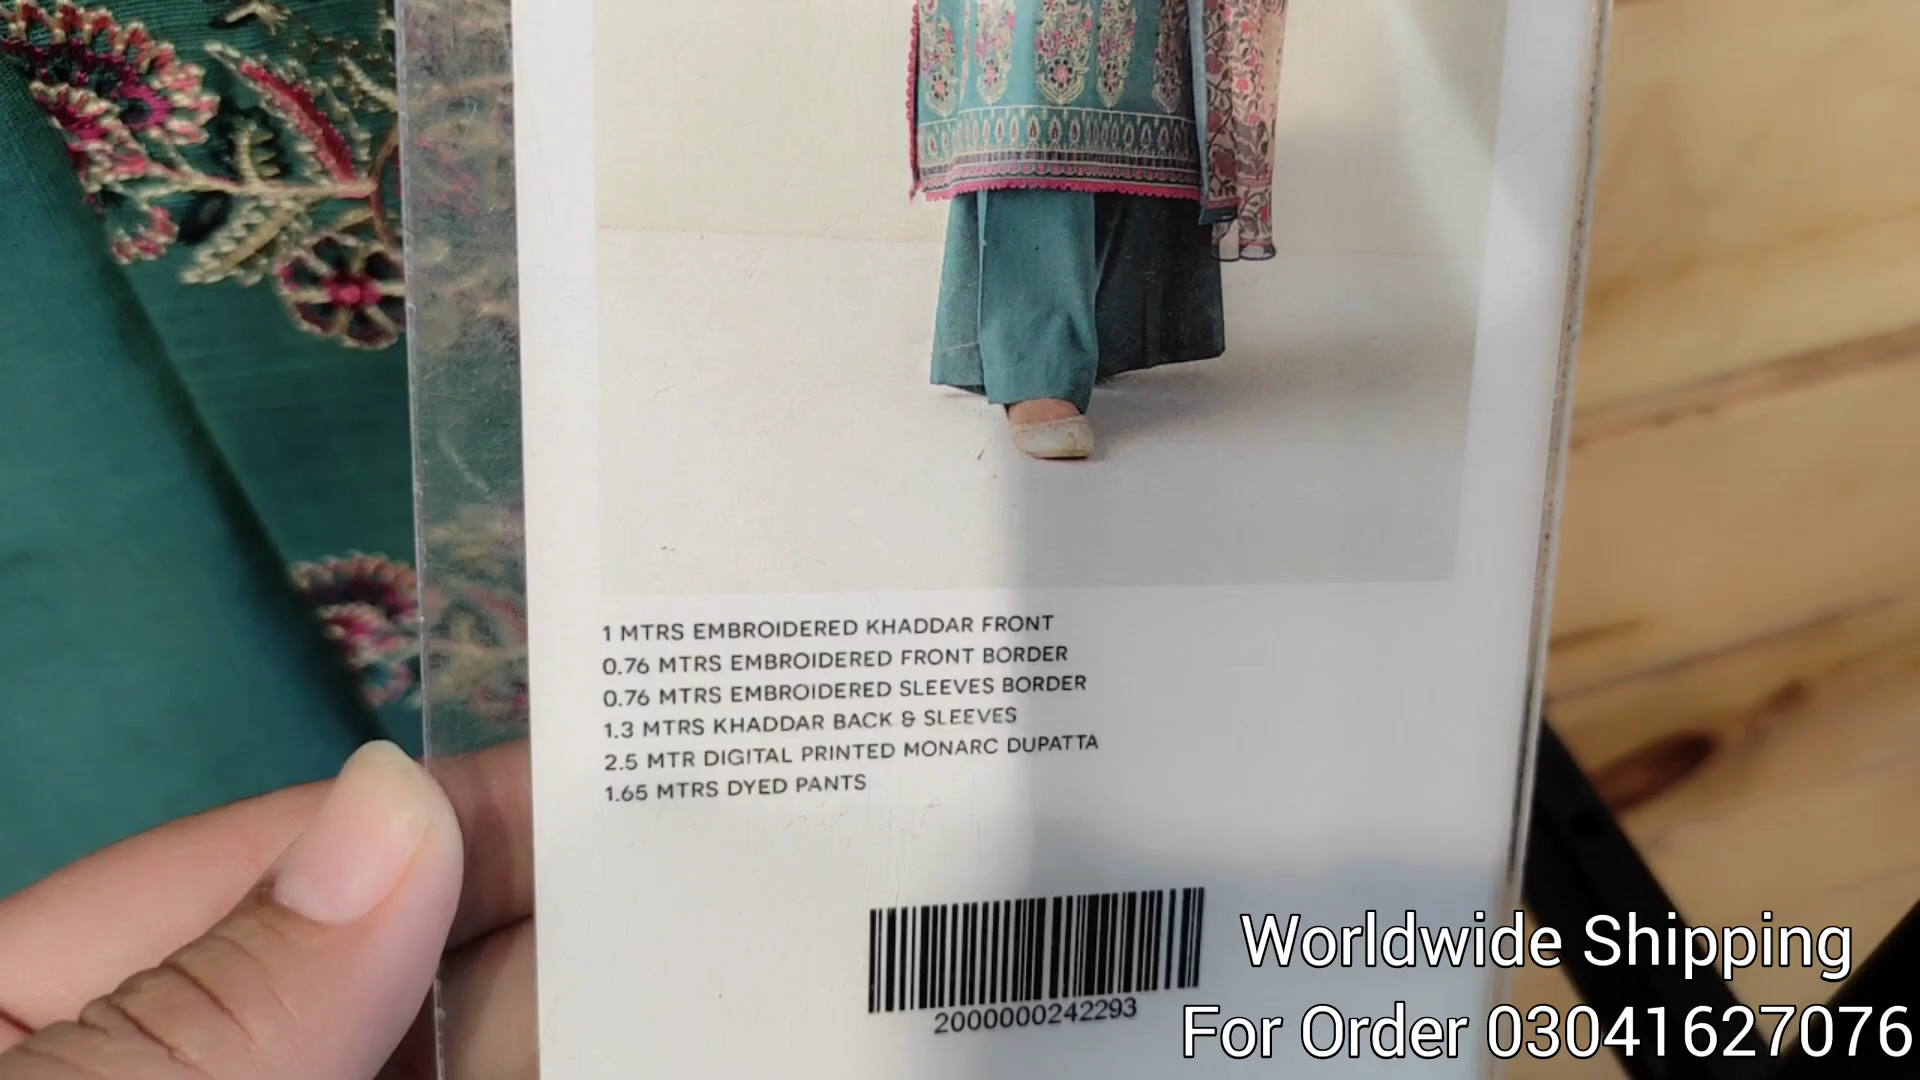 1 MTRS EMBROIDERED KHADDAR FRONT
0.76 MTRS EMBROIDERED FRONT BORDER
0.76 MTRS EMBROIDERED SLEEVES BORDER
1.3 MTRS KHADDAR BACK & SLEEVES
2.5 MTR DIGITAL PRINTED MONARC DUPATTA
1.65 MTRS DYED PANTS
2000000242293
Worldwide Shipping
For Order 03041627076